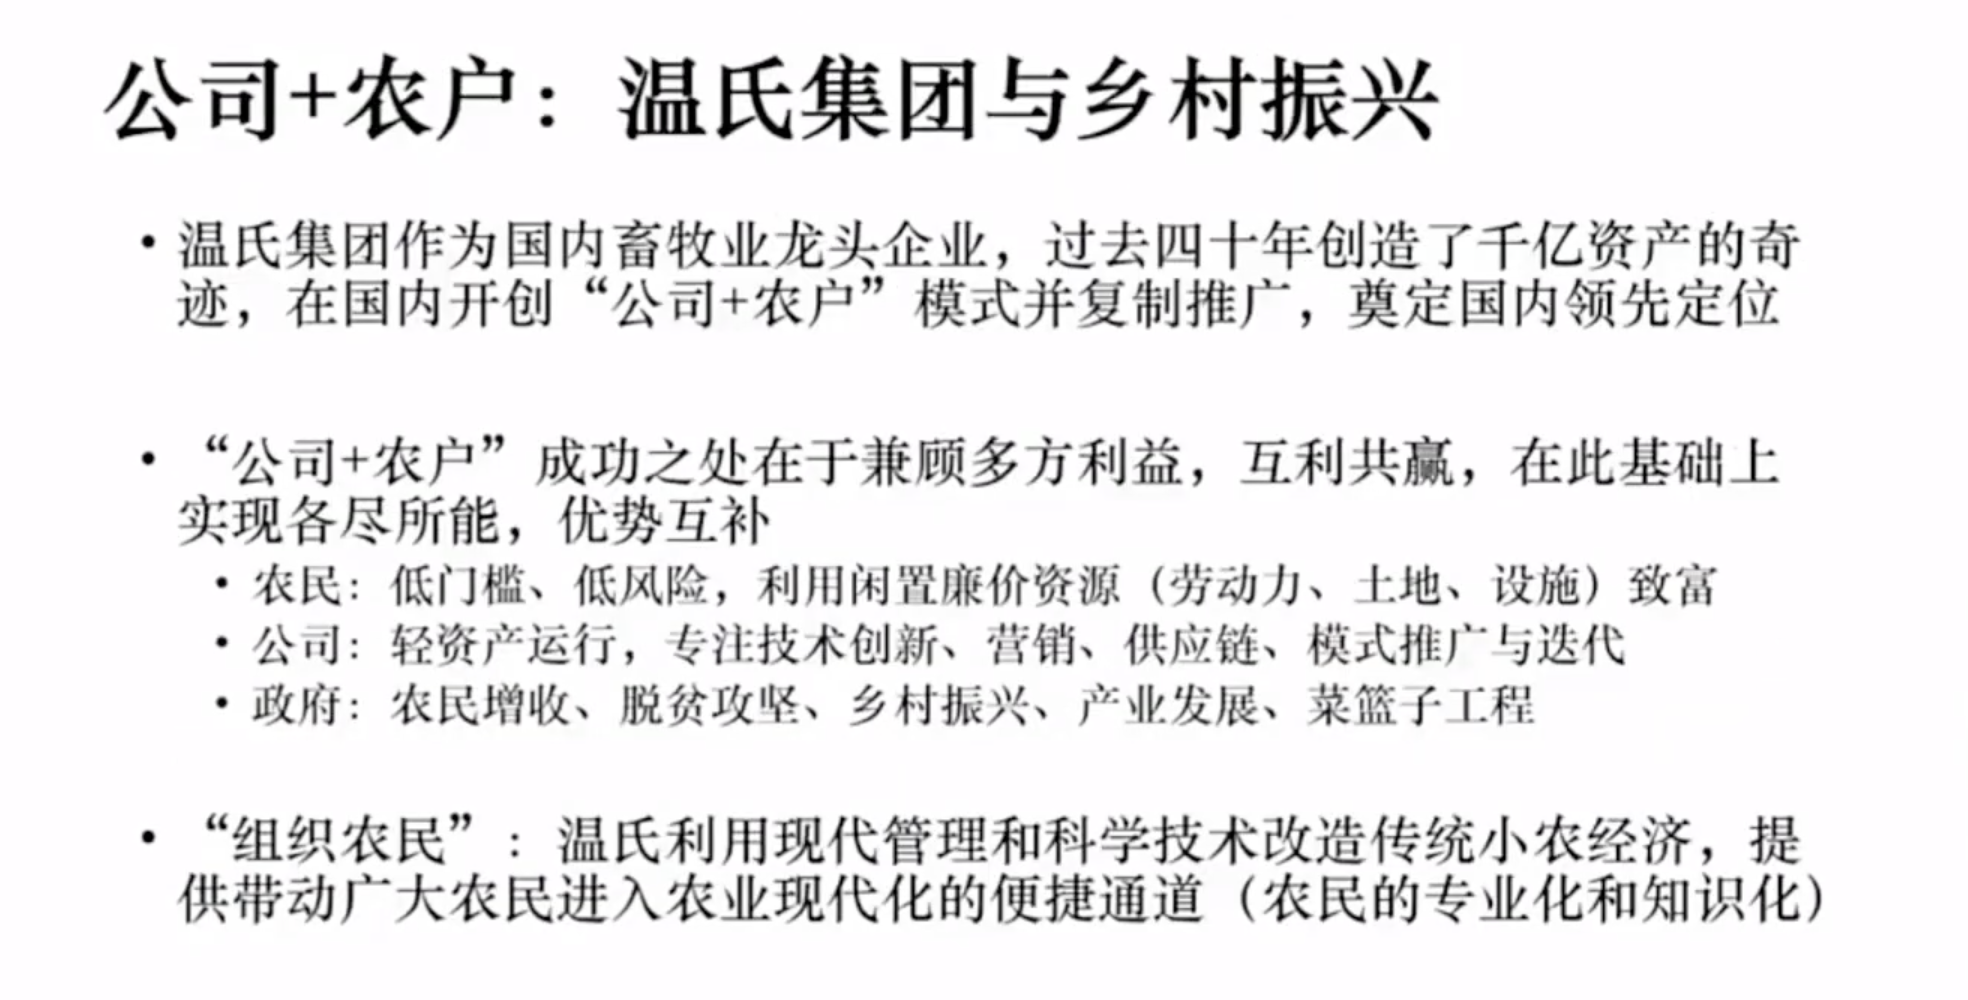 公司+农户：温氏集团与乡村振兴
• 温氏集团作为国内畜牧业龙头企业，过去四十年创造了千亿资产的奇
迹，在国内开创“公司+农户”模式并复制推广，奠定国内领先定位
• “公司+农户”成功之处在于兼顾多方利益，互利共赢，在此基础上
实现各尽所能，优势互补
• 农民：低门槛、低风险，利用闲置廉价资源（劳动力、土地、设施）致富
• 公司：轻资产运行，专注技术创新、营销、供应链、模式推广与迭代
• 政府：农民增收、脱贫攻坚、乡村振兴、产业发展、菜篮子工程
• “组织农民”：温氏利用现代管理和科学技术改造传统小农经济，提
供带动广大农民进入农业现代化的便捷通道（农民的专业化和知识化）